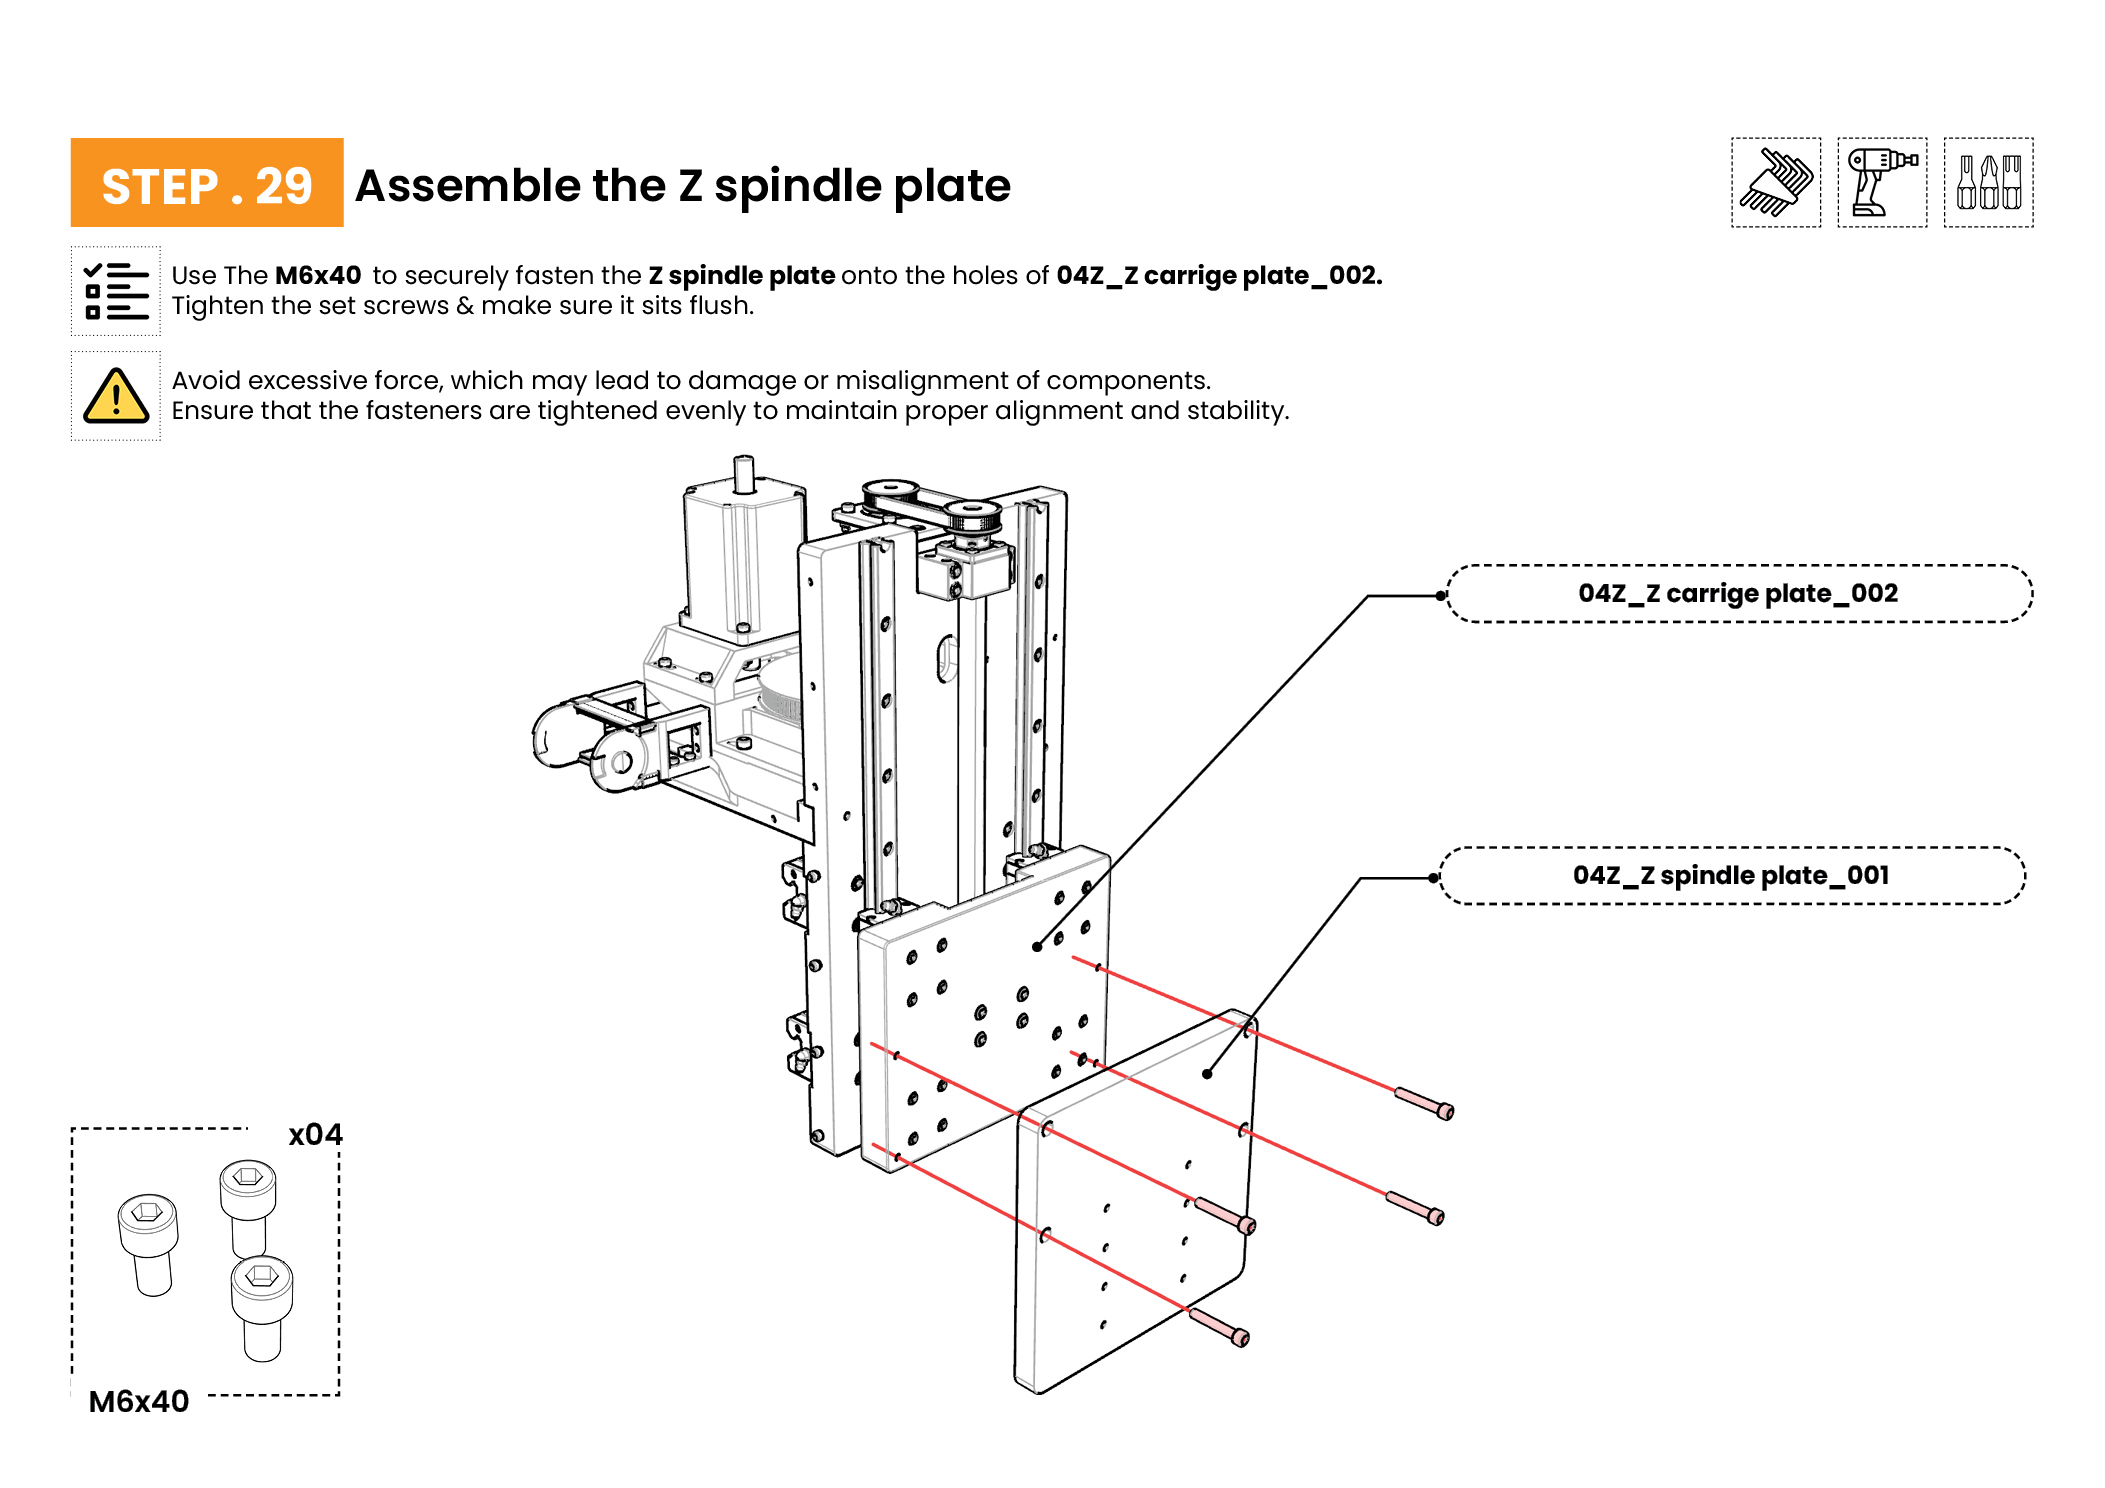 STEP . 29 Assemble the Z spindle plate
Use The M6x40 to securely fasten the Z spindle plate onto the holes of 04Z_Z carrige plate_002.
Tighten the set screws & make sure it sits flush.
Avoid excessive force, which may lead to damage or misalignment of components.
Ensure that the fasteners are tightened evenly to maintain proper alignment and stability.
04Z_Z carrige plate_002
04Z_Z spindle plate_001
x04
M6x40